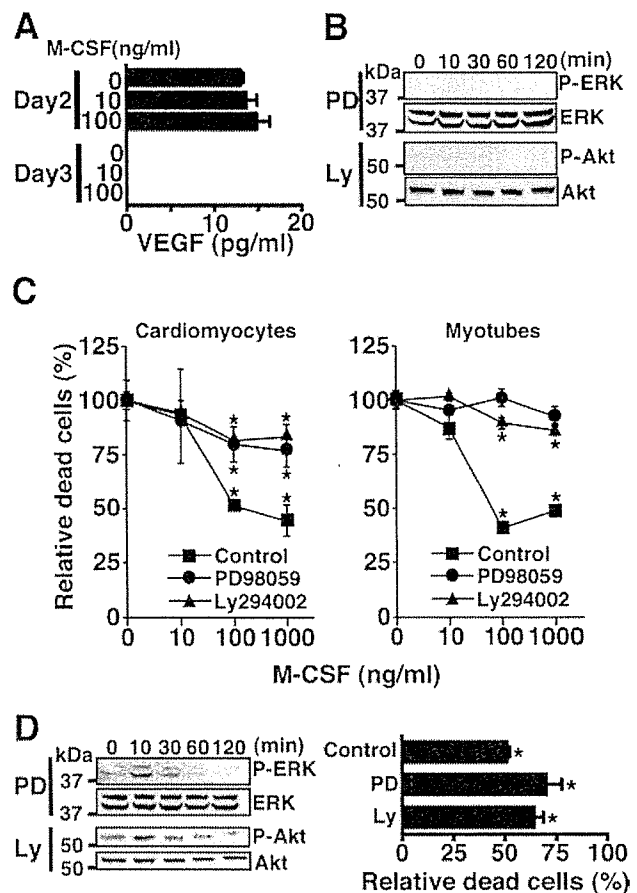 A
M-CSF(ng/ml)
Day2
0
10
100
Day3
0
10
100
0 10 20
VEGF (pg/ml)
B
0 10 30 60 120 (min)
kDa
PD
37
P-ERK
37
ERK
Ly
50
P-Akt
50
Akt
C
Cardiomyocytes
Relative dead cells (%)
125
100
75
50
25
0
* *
* *
* *
Control
PD98059
Ly294002
0 10 100 1000
Myotubes
125
100
75
50
25
0
* *
* *
Control
PD98059
Ly294002
0 10 100 1000
M-CSF (ng/ml)
D
0 10 30 60 120 (min)
kDa
PD
37
P-ERK
37
ERK
Ly
50
P-Akt
50
Akt
Control *
PD *
Ly *
0 25 50 75 100
Relative dead cells (%)